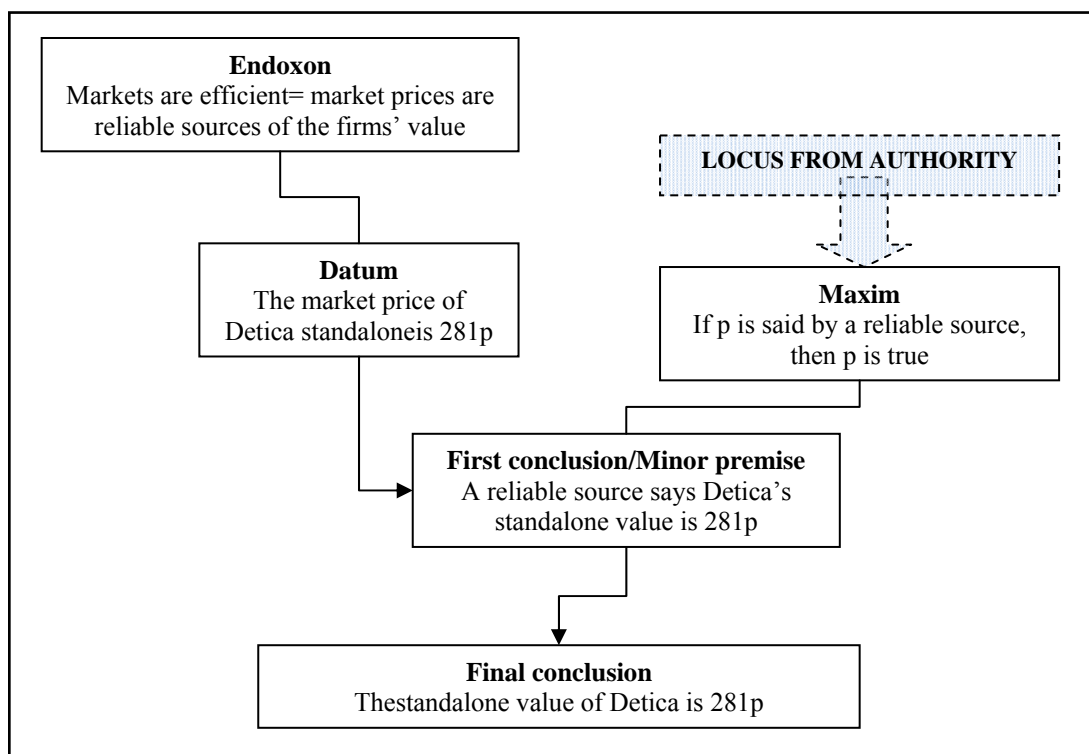 Endoxon
Markets are efficient= market prices are
reliable sources of the firms’ value
LOCUS FROM AUTHORITY
Datum
The market price of
Detica standaloneis 281p
Maxim
If p is said by a reliable source,
then p is true
First conclusion/Minor premise
A reliable source says Detica’s
standalone value is 281p
Final conclusion
Thestandalone value of Detica is 281p